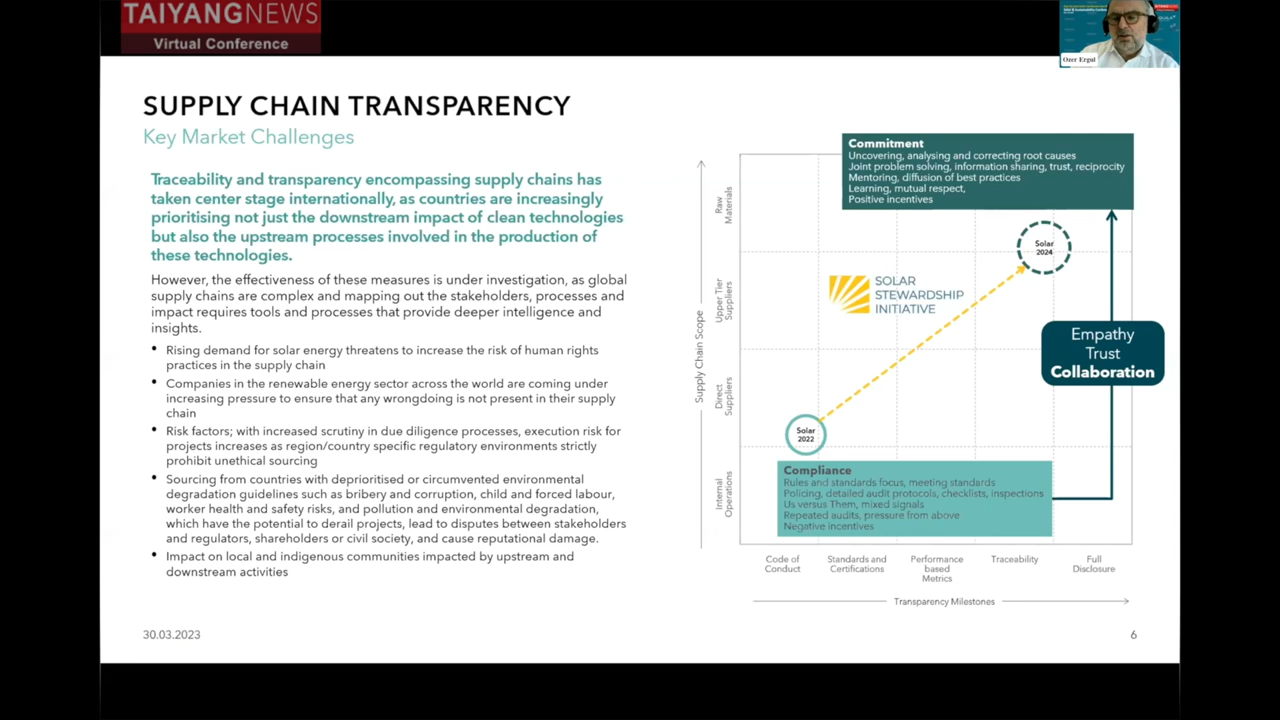 TAIYANGNEWS
Virtual Conference
Ozer Ergul
SUPPLY CHAIN TRANSPARENCY
Key Market Challenges
Traceability and transparency encompassing supply chains has
taken center stage internationally, as countries are increasingly
prioritising not just the downstream impact of clean technologies
but also the upstream processes involved in the production of
these technologies.
However, the effectiveness of these measures is under investigation, as global
supply chains are complex and mapping out the stakeholders, processes and
impact requires tools and processes that provide deeper intelligence and
insights.
• Rising demand for solar energy threatens to increase the risk of human rights
practices in the supply chain
• Companies in the renewable energy sector across the world are coming under
increasing pressure to ensure that any wrongdoing is not present in their supply
chain
• Risk factors; with increased scrutiny in due diligence processes, execution risk for
projects increases as region/country specific regulatory environments strictly
prohibit unethical sourcing
• Sourcing from countries with deprioritised or circumvented environmental
degradation guidelines such as bribery and corruption, child and forced labour,
worker health and safety risks, and pollution and environmental degradation,
which have the potential to derail projects, lead to disputes between stakeholders
and regulators, shareholders or civil society, and cause reputational damage.
• Impact on local and indigenous communities impacted by upstream and
downstream activities
Commitment
Uncovering, analysing and correcting root causes
Joint problem solving, information sharing, trust, reciprocity
Mentoring, diffusion of best practices
Learning, mutual respect,
Positive incentives
Supply Chain Scope
Raw
Materials
Upper Tier
Suppliers
Direct
Suppliers
Internal
Operations
Solar
2024
SOLAR
STEWARDSHIP
INITIATIVE
Empathy
Trust
Collaboration
Solar
2022
Compliance
Rules and standards focus, meeting standards
Policing, detailed audit protocols, checklists, inspections
Us versus Them, mixed signals
Repeated audits, pressure from above
Negative incentives
Code of
Conduct
Standards and
Certifications
Performance
based
Metrics
Traceability
Full
Disclosure
Transparency Milestones
30.03.2023
6